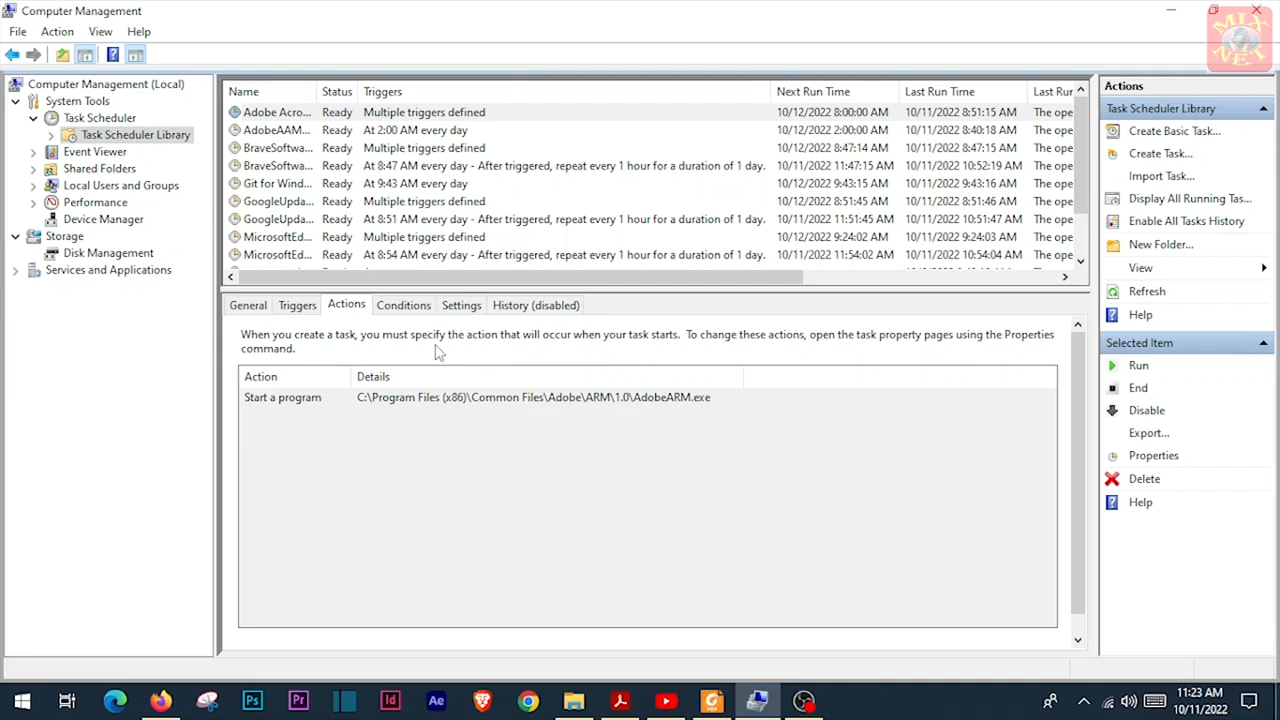 Computer Management
MIX
NET
File Action View Help
Computer Management (Local)
System Tools
Task Scheduler
Task Scheduler Library
Event Viewer
Shared Folders
Local Users and Groups
Performance
Device Manager
Storage
Disk Management
Services and Applications
Name Status Triggers Next Run Time Last Run Time Last Rur
Adobe Acro... Ready Multiple triggers defined 10/12/2022 8:00:00 AM 10/11/2022 8:51:15 AM The ope
AdobeAAM... Ready At 2:00 AM every day 10/12/2022 2:00:00 AM 10/11/2022 8:40:18 AM The ope
BraveSoftwa... Ready Multiple triggers defined 10/12/2022 8:47:14 AM 10/11/2022 8:47:15 AM The ope
BraveSoftwa... Ready At 8:47 AM every day - After triggered, repeat every 1 hour for a duration of 1 day. 10/11/2022 11:47:15 AM 10/11/2022 10:52:19 AM The ope
Git for Wind... Ready At 9:43 AM every day 10/12/2022 9:43:15 AM 10/11/2022 9:43:16 AM The ope
GoogleUpda... Ready Multiple triggers defined 10/12/2022 8:51:45 AM 10/11/2022 8:51:46 AM The ope
GoogleUpda... Ready At 8:51 AM every day - After triggered, repeat every 1 hour for a duration of 1 day. 10/11/2022 11:51:45 AM 10/11/2022 10:51:47 AM The ope
MicrosoftEd... Ready Multiple triggers defined 10/12/2022 9:24:02 AM 10/11/2022 9:24:03 AM The ope
MicrosoftEd... Ready At 8:54 AM every day - After triggered, repeat every 1 hour for a duration of 1 day. 10/11/2022 11:54:02 AM 10/11/2022 10:54:04 AM The ope
General Triggers Actions Conditions Settings History (disabled)
When you create a task, you must specify the action that will occur when your task starts. To change these actions, open the task property pages using the Properties
command.
Action Details
Start a program C:\Program Files (x86)\Common Files\Adobe\ARM\1.0\AdobeARM.exe
Actions
Task Scheduler Library
Create Basic Task...
Create Task...
Import Task...
Display All Running Tas...
Enable All Tasks History
New Folder...
View
Refresh
Help
Selected Item
Run
End
Disable
Export...
Properties
Delete
Help
Ps Pr Id Ae
11:23 AM
10/11/2022